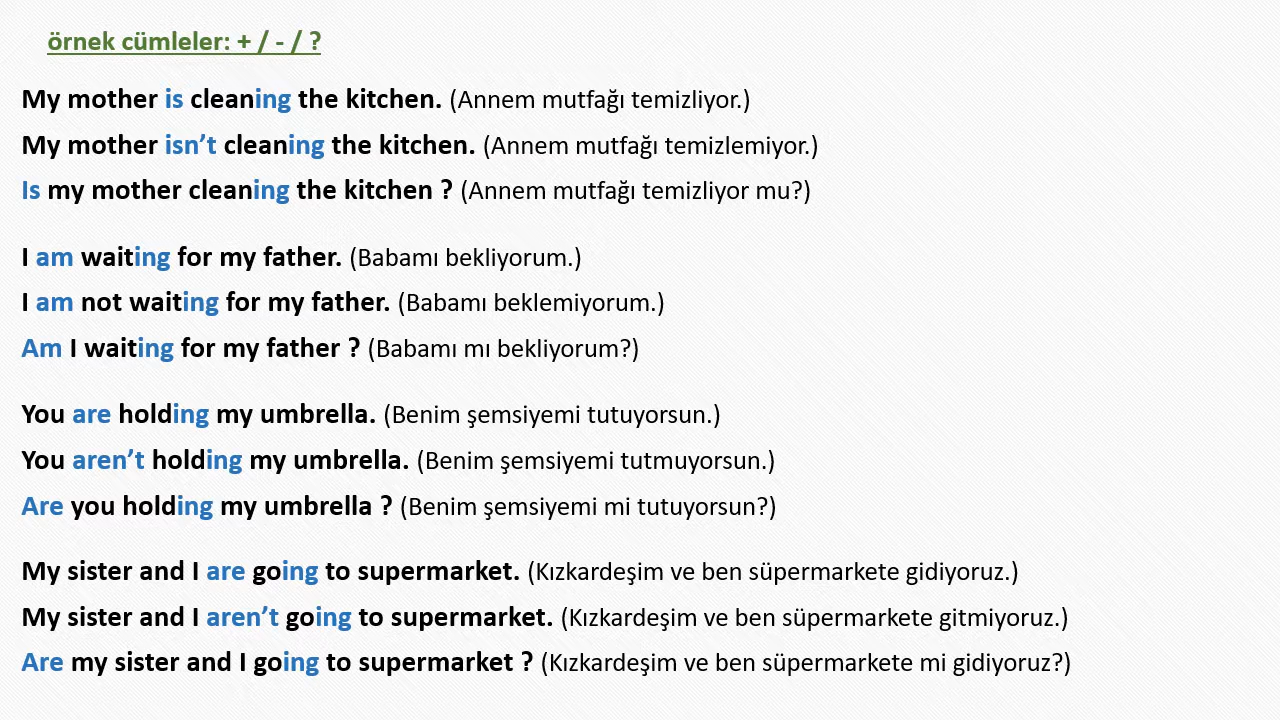 örnek cümleler: + / - / ?
My mother is cleaning the kitchen. (Annem mutfağı temizliyor.)
My mother isn’t cleaning the kitchen. (Annem mutfağı temizlemiyor.)
Is my mother cleaning the kitchen ? (Annem mutfağı temizliyor mu?)
I am waiting for my father. (Babamı bekliyorum.)
I am not waiting for my father. (Babamı beklemiyorum.)
Am I waiting for my father ? (Babamı mı bekliyorum?)
You are holding my umbrella. (Benim şemsiyemi tutuyorsun.)
You aren’t holding my umbrella. (Benim şemsiyemi tutmuyorsun.)
Are you holding my umbrella ? (Benim şemsiyemi mi tutuyorsun?)
My sister and I are going to supermarket. (Kızkardeşim ve ben süpermarkete gidiyoruz.)
My sister and I aren’t going to supermarket. (Kızkardeşim ve ben süpermarkete gitmiyoruz.)
Are my sister and I going to supermarket ? (Kızkardeşim ve ben süpermarkete mi gidiyoruz?)